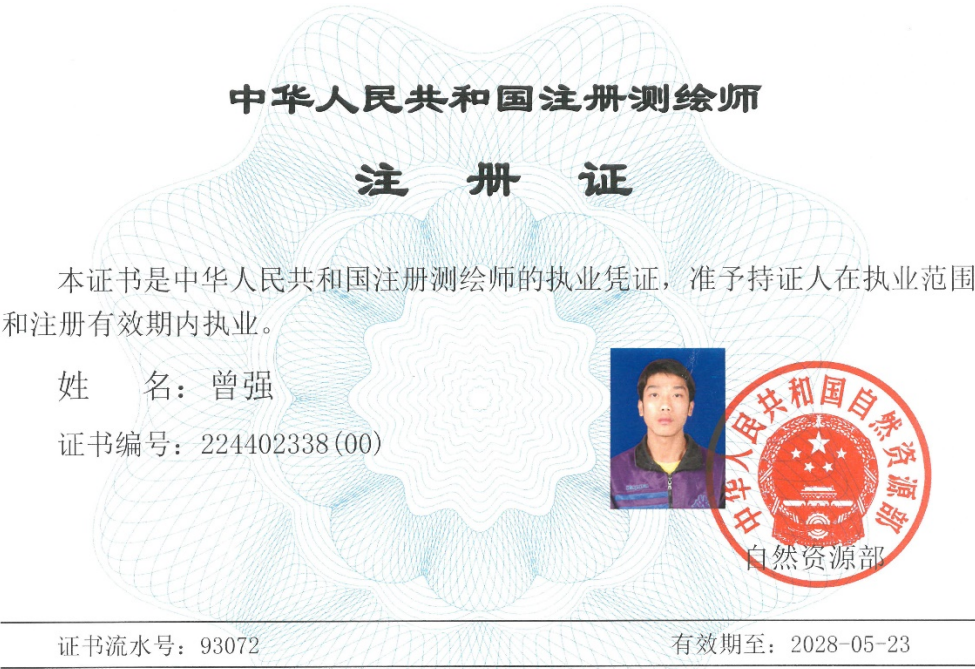 中华人民共和国注册测绘师
注 册 证
本证书是中华人民共和国注册测绘师的执业凭证，准予持证人在执业范围
和注册有效期内执业。
姓 名：曾强
证书编号：224402338(00)
中华人民共和国自然资源部
自然资源部
证书流水号：93072
有效期至：2028-05-23